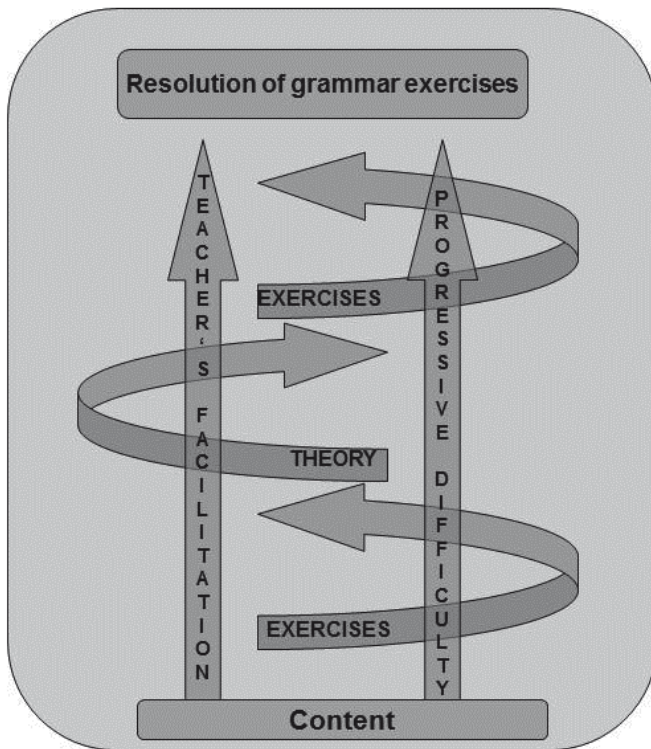 Resolution of grammar exercises
TEACHER'S FACILITATION
PROGRESSIVE DIFFICULTY
EXERCISES
THEORY
EXERCISES
Content